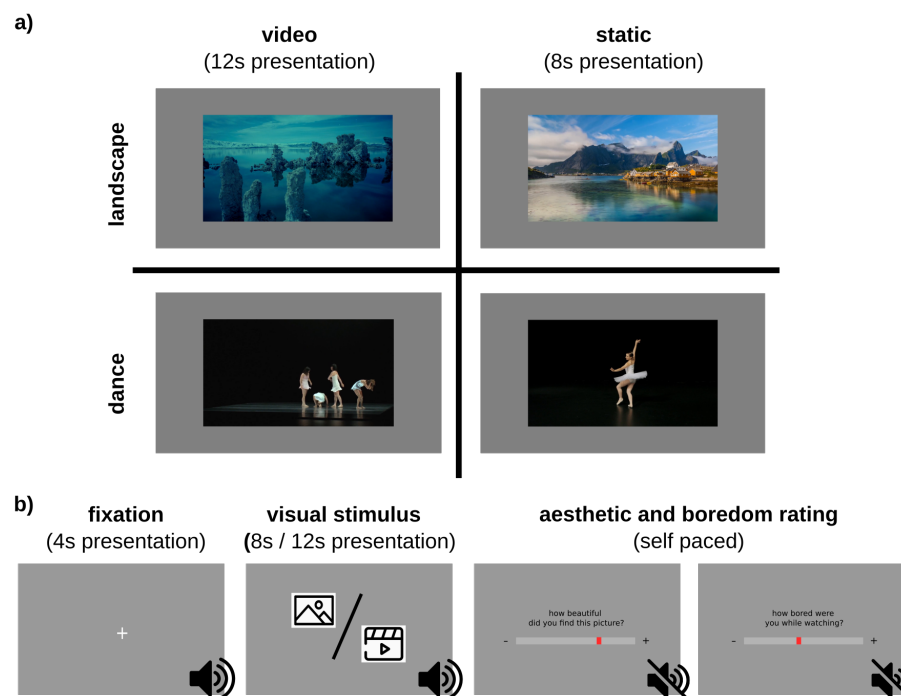 a)
video
(12s presentation)
static
(8s presentation)
landscape
dance
b)
fixation
(4s presentation)
visual stimulus
(8s / 12s presentation)
aesthetic and boredom rating
(self paced)
+
how beautiful
did you find this picture?
- +
how bored were
you while watching?
- +